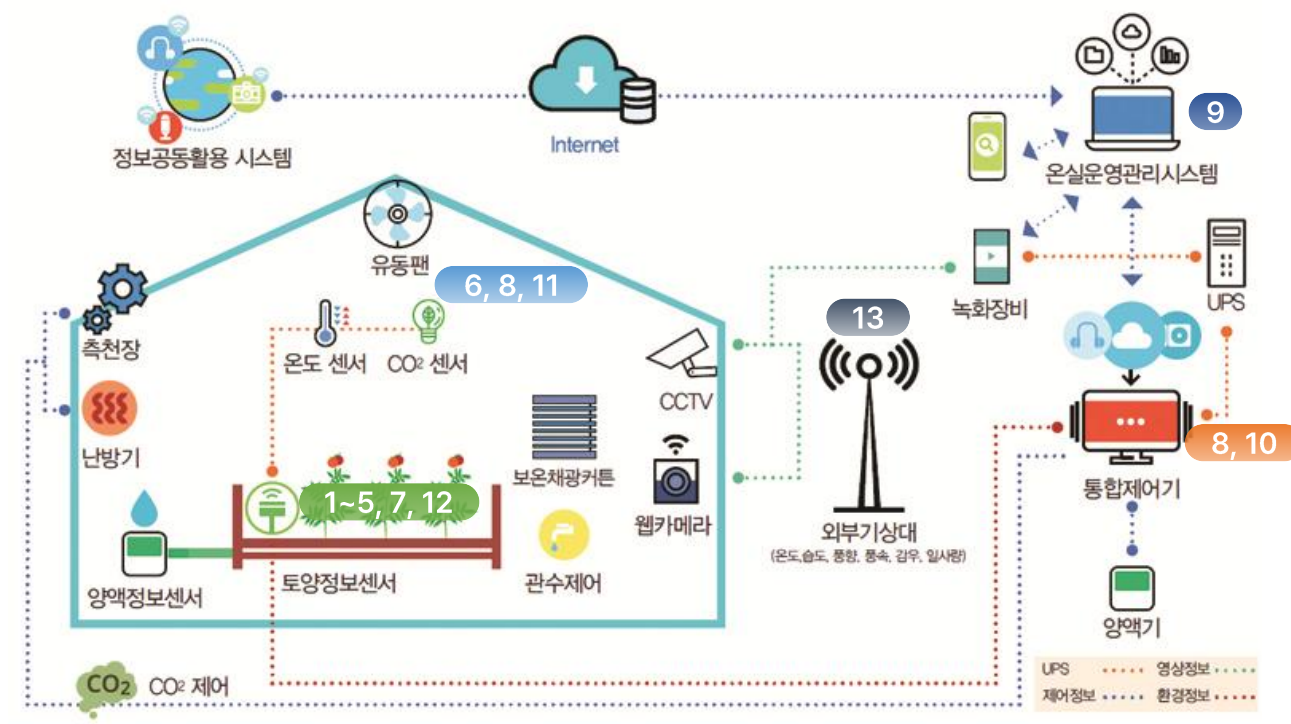 정보공동활용 시스템
Internet
온실운영관리시스템
9
유동팬
6, 8, 11
측천장
온도 센서
CO2 센서
13
녹화장비
UPS
CCTV
난방기
보온채광커튼
8, 10
통합제어기
1~5, 7, 12
웹카메라
외부기상대
(온도,습도, 풍향, 풍속, 감우, 일사량)
양액정보센서
토양정보센서
관수제어
양액기
CO2
CO2 제어
UPS
영상정보
제어정보
환경정보